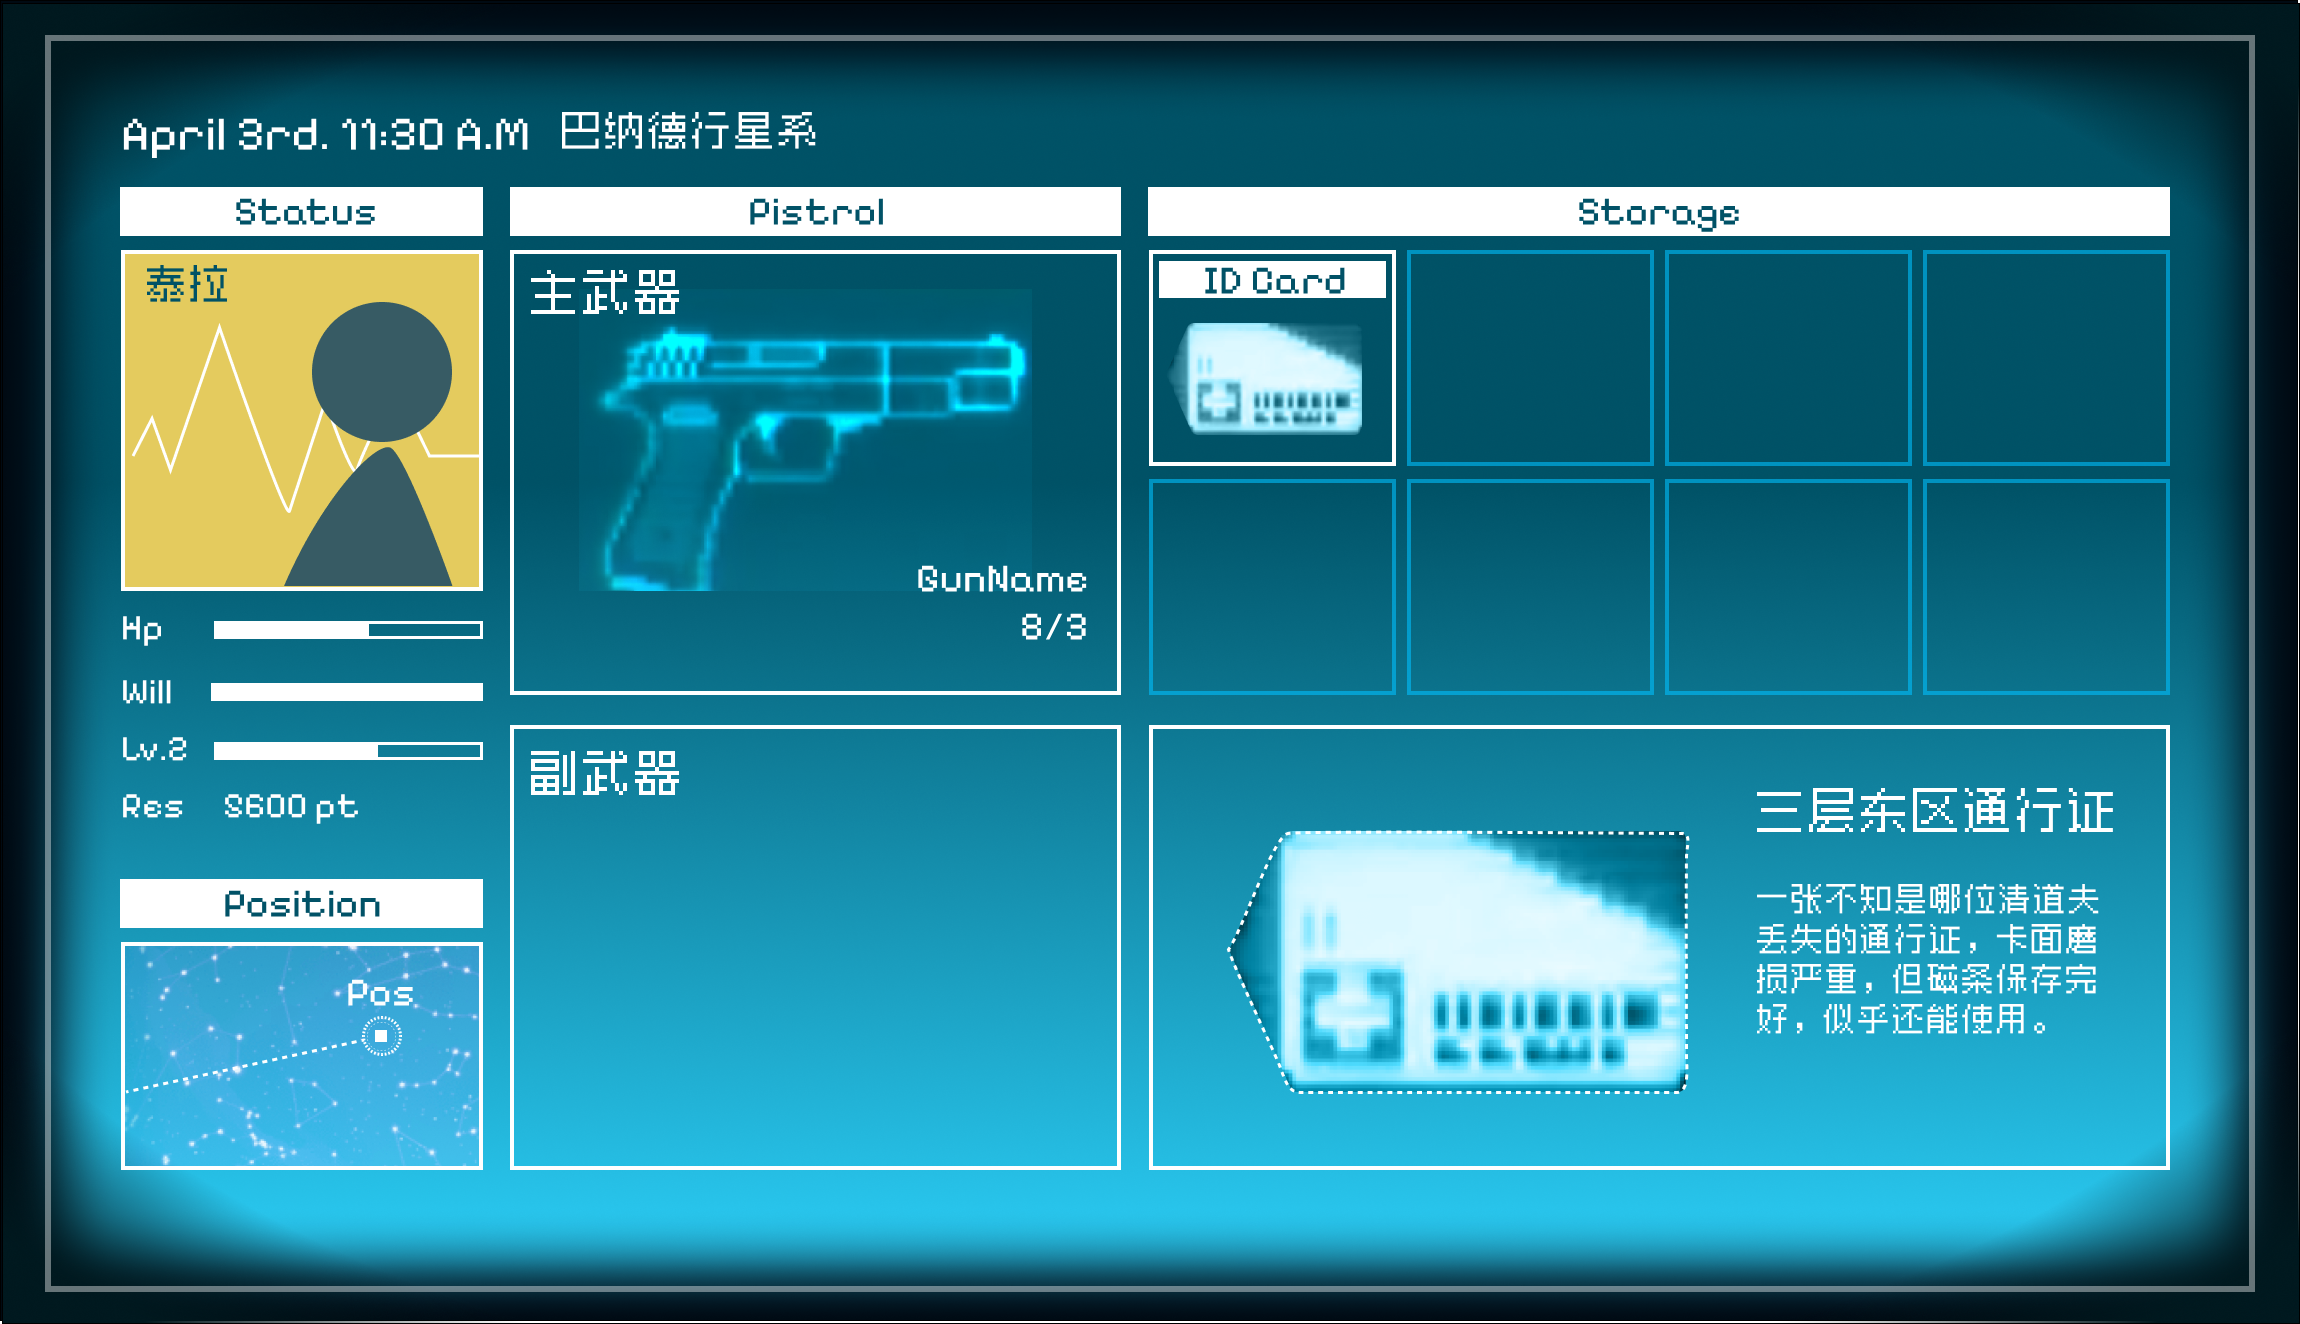 April 3rd. 11:30 A.M 巴纳德行星系
Status
泰拉
Hp
Will
Lv.2
Res 8600 pt
Position
Pos
Pistrol
主武器
GunName
8/3
副武器
Storage
ID Card
三层东区通行证
一张不知是哪位清道夫
丢失的通行证，卡面磨
损严重，但磁条保存完
好，似乎还能使用。